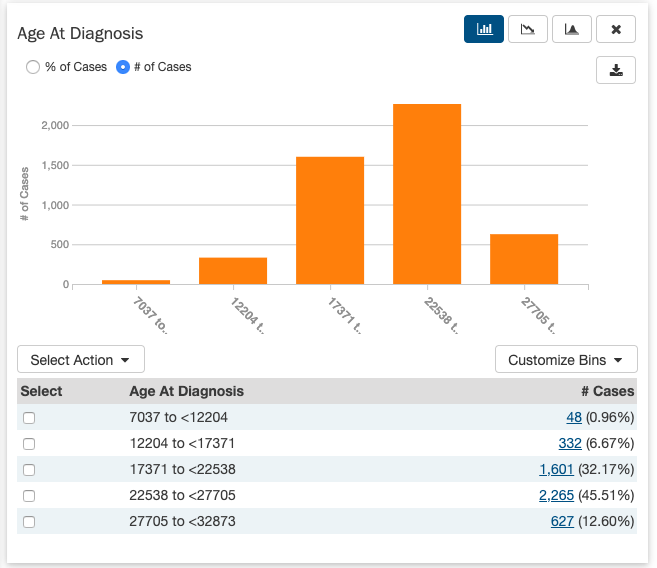 Age At Diagnosis
% of Cases # of Cases
# of Cases
2,000
1,500
1,000
500
0
7037 to..
12204 t..
17371 t..
22538 t..
27705 t..
Select Action Customize Bins
Select Age At Diagnosis # Cases
7037 to <12204 48 (0.96%)
12204 to <17371 332 (6.67%)
17371 to <22538 1,601 (32.17%)
22538 to <27705 2,265 (45.51%)
27705 to <32873 627 (12.60%)